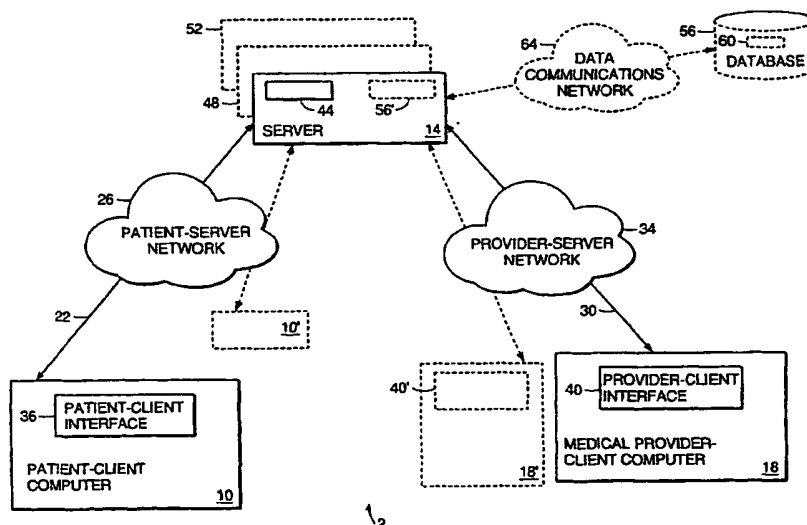 52
64
56
60
DATA
COMMUNICATIONS
NETWORK
DATABASE
48
44
56'
SERVER
14
26
PATIENT-SERVER
NETWORK
PROVIDER-SERVER
NETWORK
34
22
10'
30
36
PATIENT-CLIENT
INTERFACE
40'
40
PROVIDER-CLIENT
INTERFACE
PATIENT-CLIENT
COMPUTER
10
18'
MEDICAL PROVIDER-
CLIENT COMPUTER
18